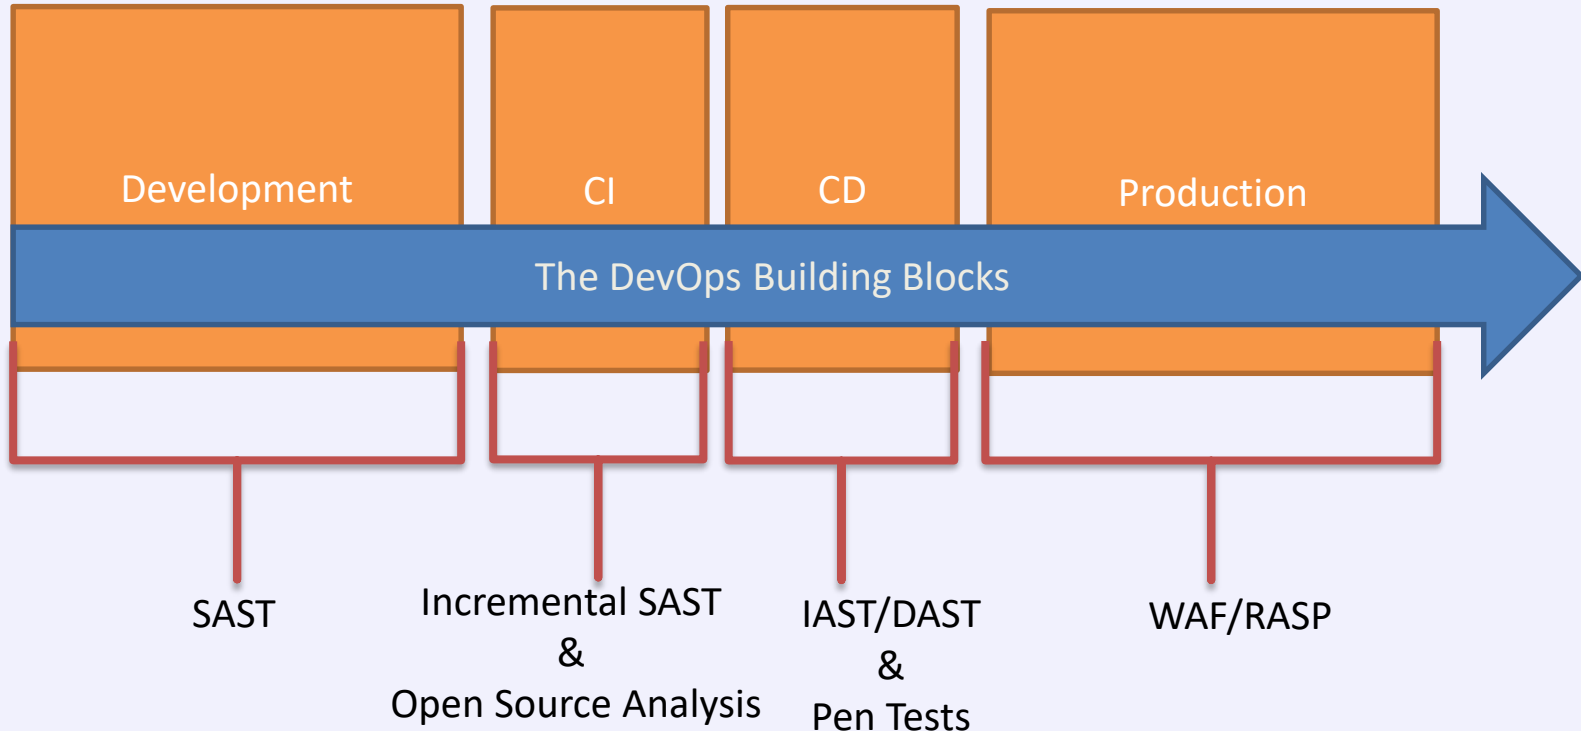 Development
CI
CD
Production
The DevOps Building Blocks
SAST
Incremental SAST
&
Open Source Analysis
IAST/DAST
&
Pen Tests
WAF/RASP